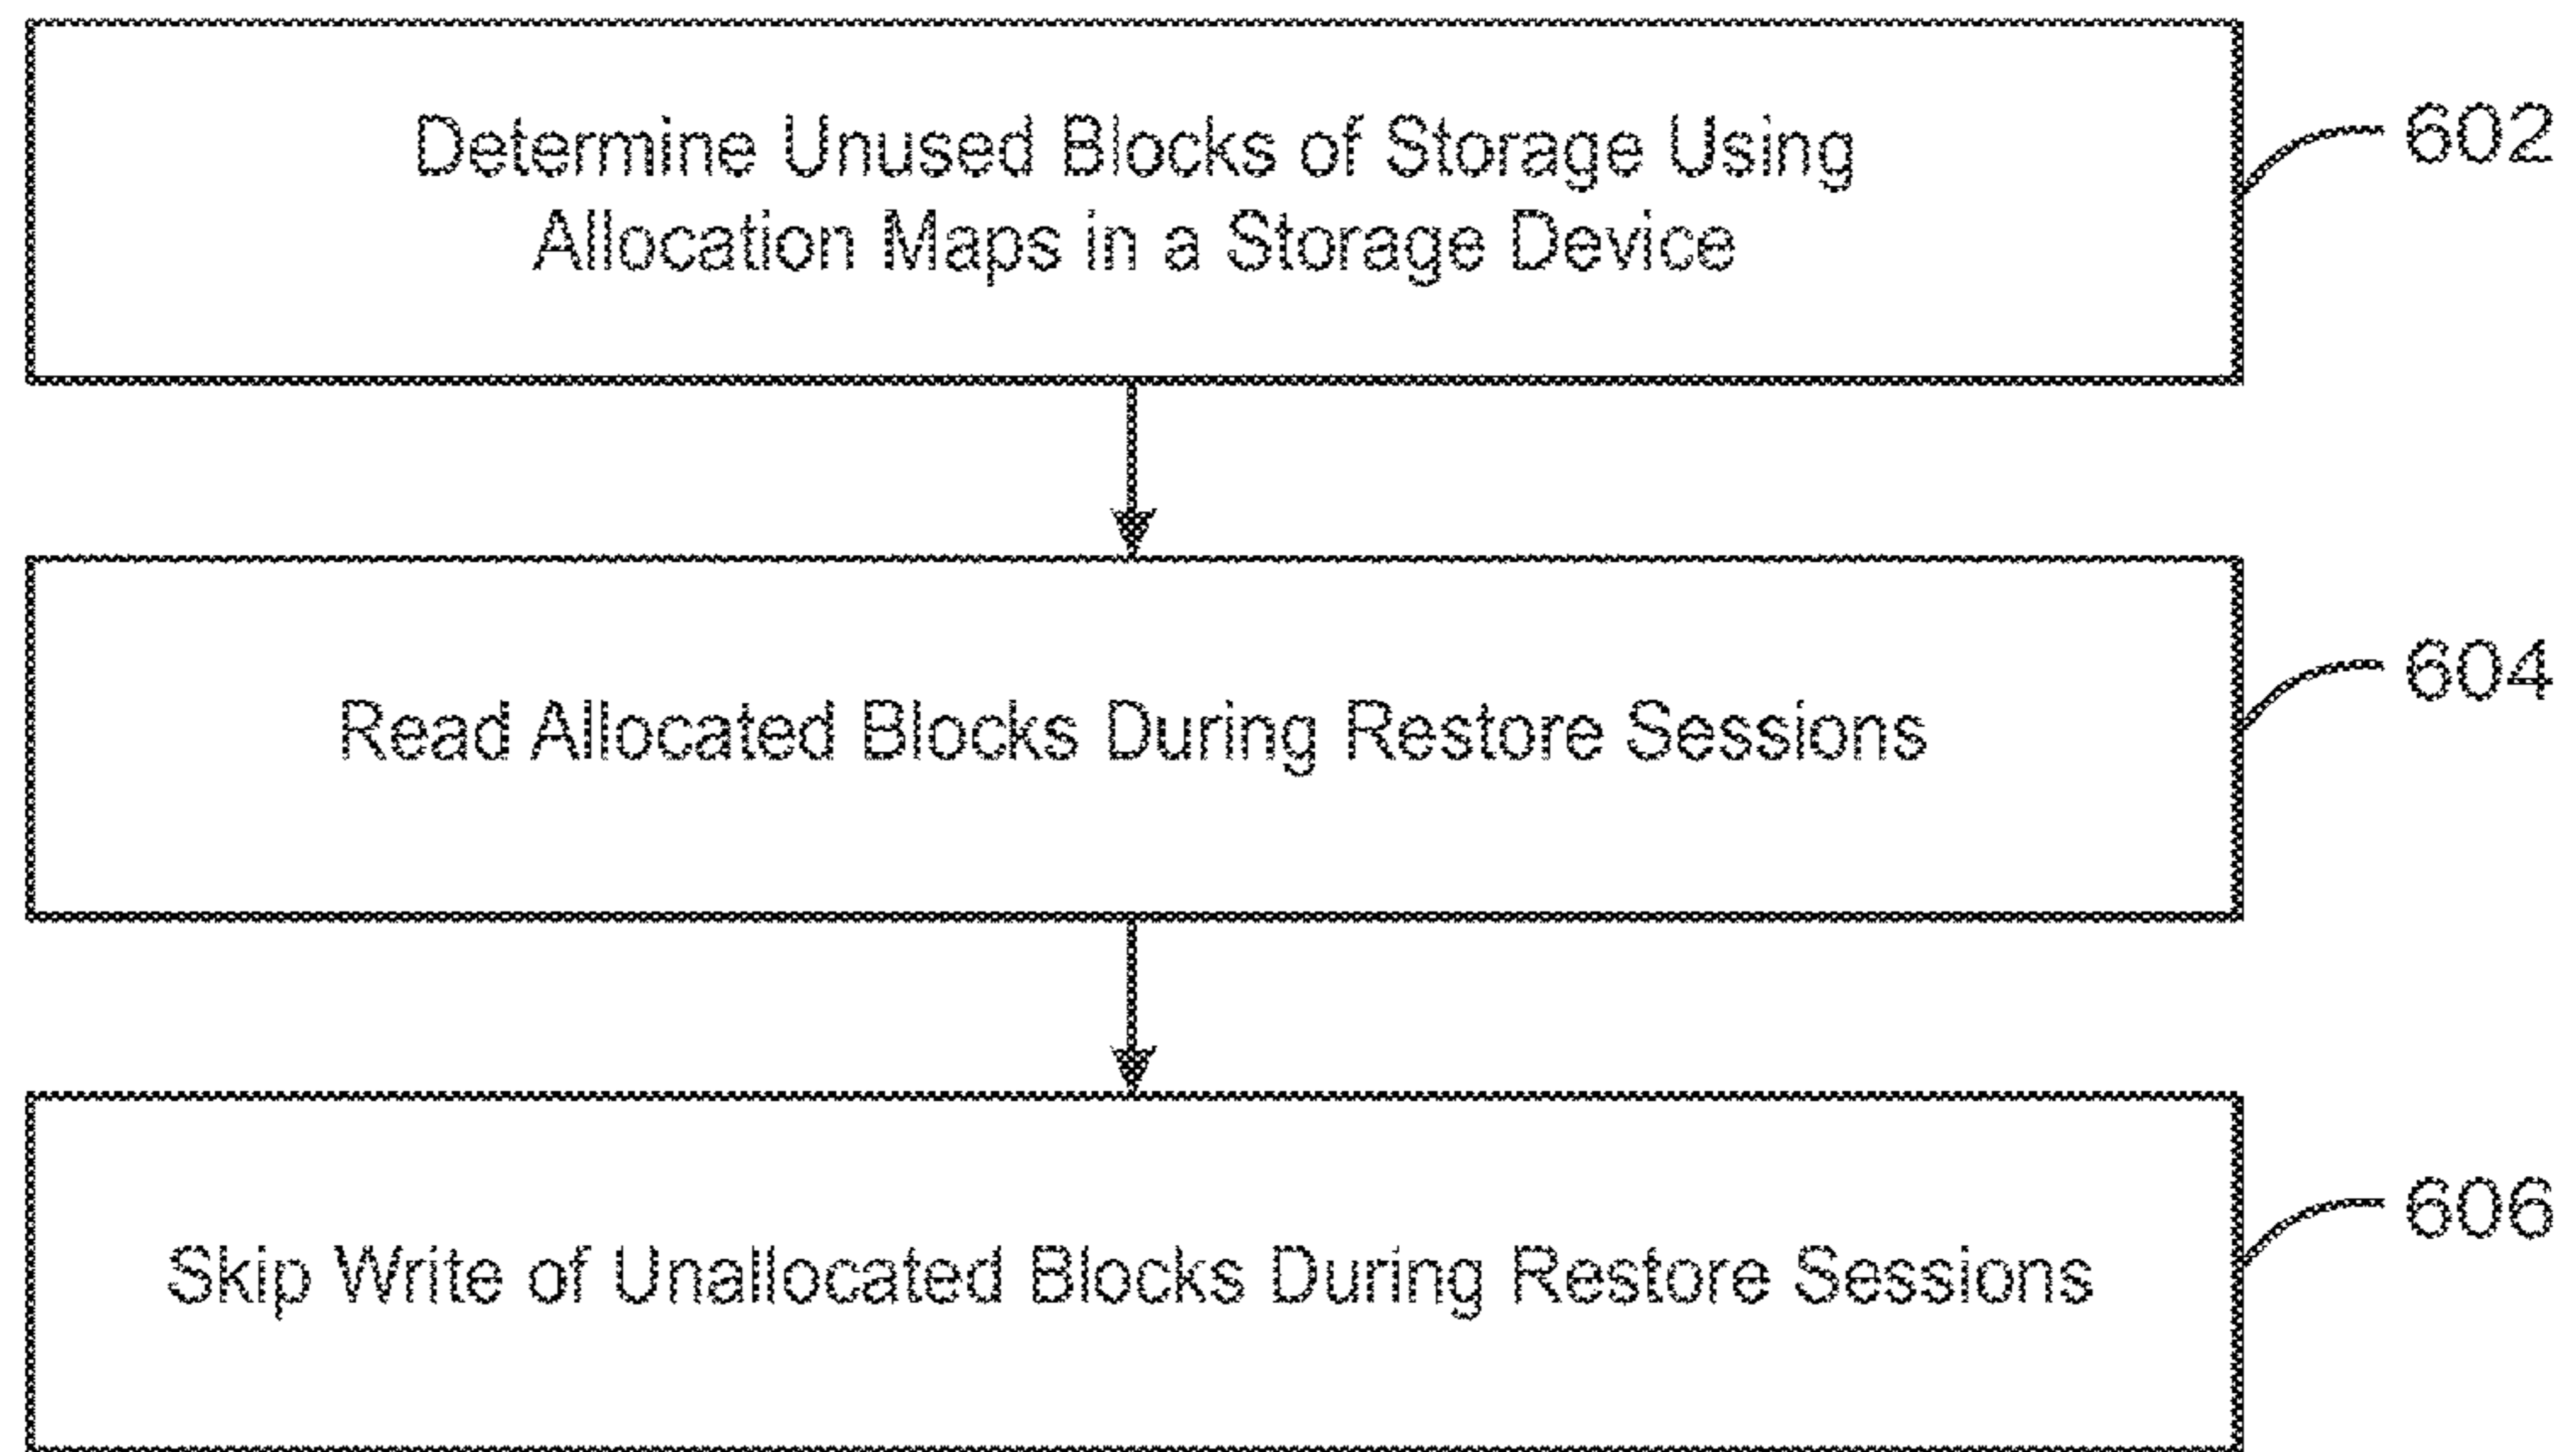 Determine Unused Blocks of Storage Using
Allocation Maps in a Storage Device
602
Read Allocated Blocks During Restore Sessions
604
Skip Write of Unallocated Blocks During Restore Sessions
606